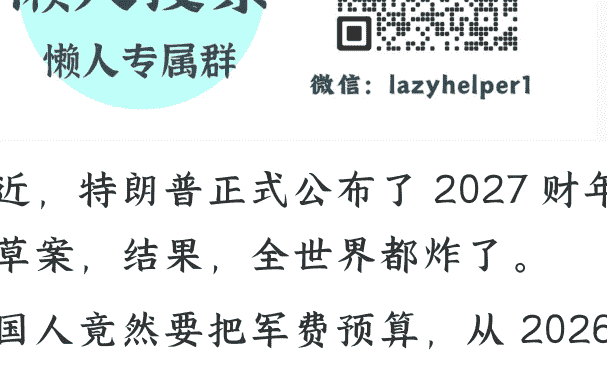 懒人专属群
微信：lazyhelper1
近，特朗普正式公布了 2027 财年
草案，结果，全世界都炸了。
国人竟然要把军费预算，从 2026